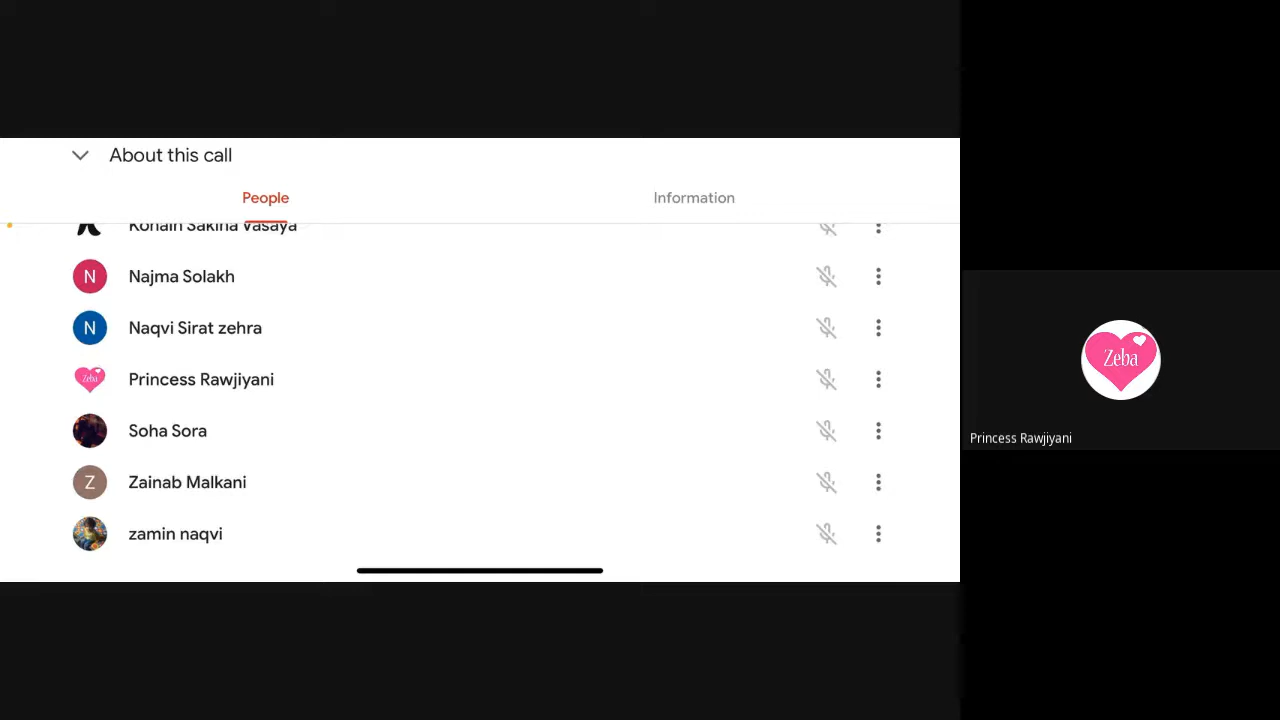 About this call
People
Information
Sakina Vasaya
N
Najma Solakh
N
Naqvi Sirat zehra
Zeba
Princess Rawjiyani
Soha Sora
Z
Zainab Malkani
zamin naqvi
Zeba
Princess Rawjiyani